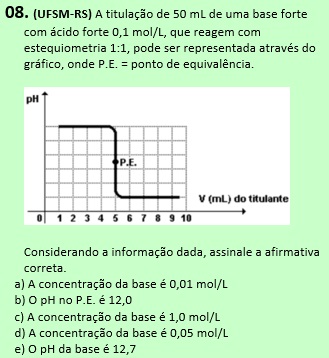 08. (UFSM-RS) A titulação de 50 mL de uma base forte
com ácido forte 0,1 mol/L, que reagem com
estequiometria 1:1, pode ser representada através do
gráfico, onde P.E. = ponto de equivalência.
pH
P.E.
V (mL) do titulante
0 1 2 3 4 5 6 7 8 9 10
Considerando a informação dada, assinale a afirmativa
correta.
a) A concentração da base é 0,01 mol/L
b) O pH no P.E. é 12,0
c) A concentração da base é 1,0 mol/L
d) A concentração da base é 0,05 mol/L
e) O pH da base é 12,7